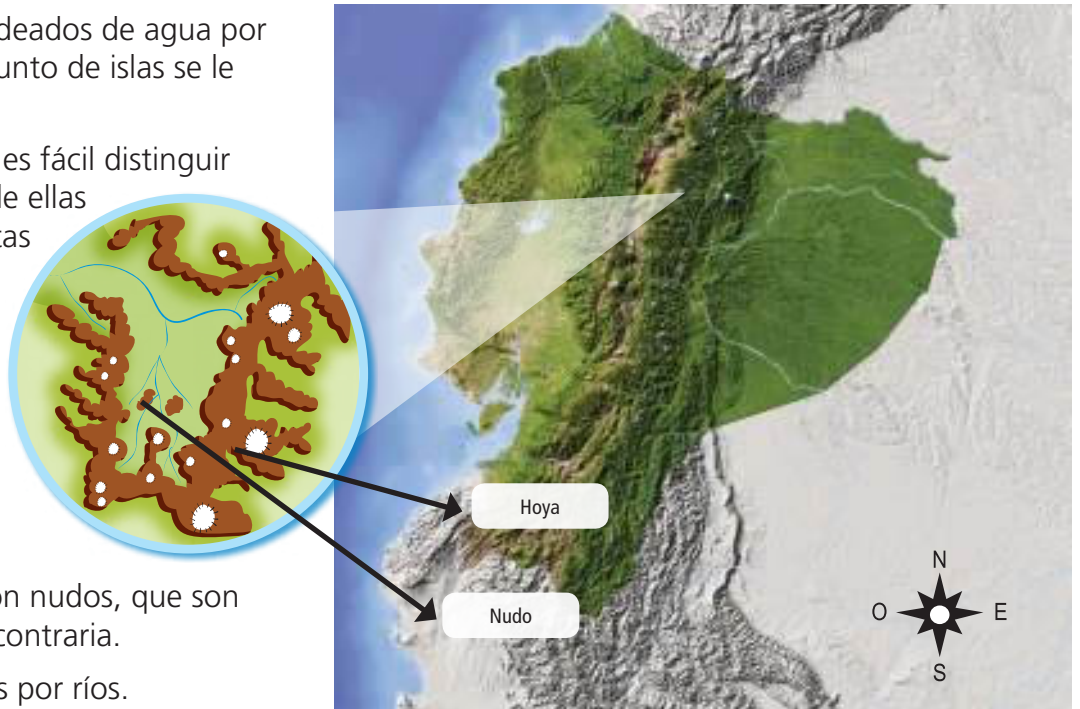 deados de agua por
unto de islas se le
es fácil distinguir
de ellas
tas
Hoya
on nudos, que son
contraria.
Nudo
s por ríos.
N
O
E
S